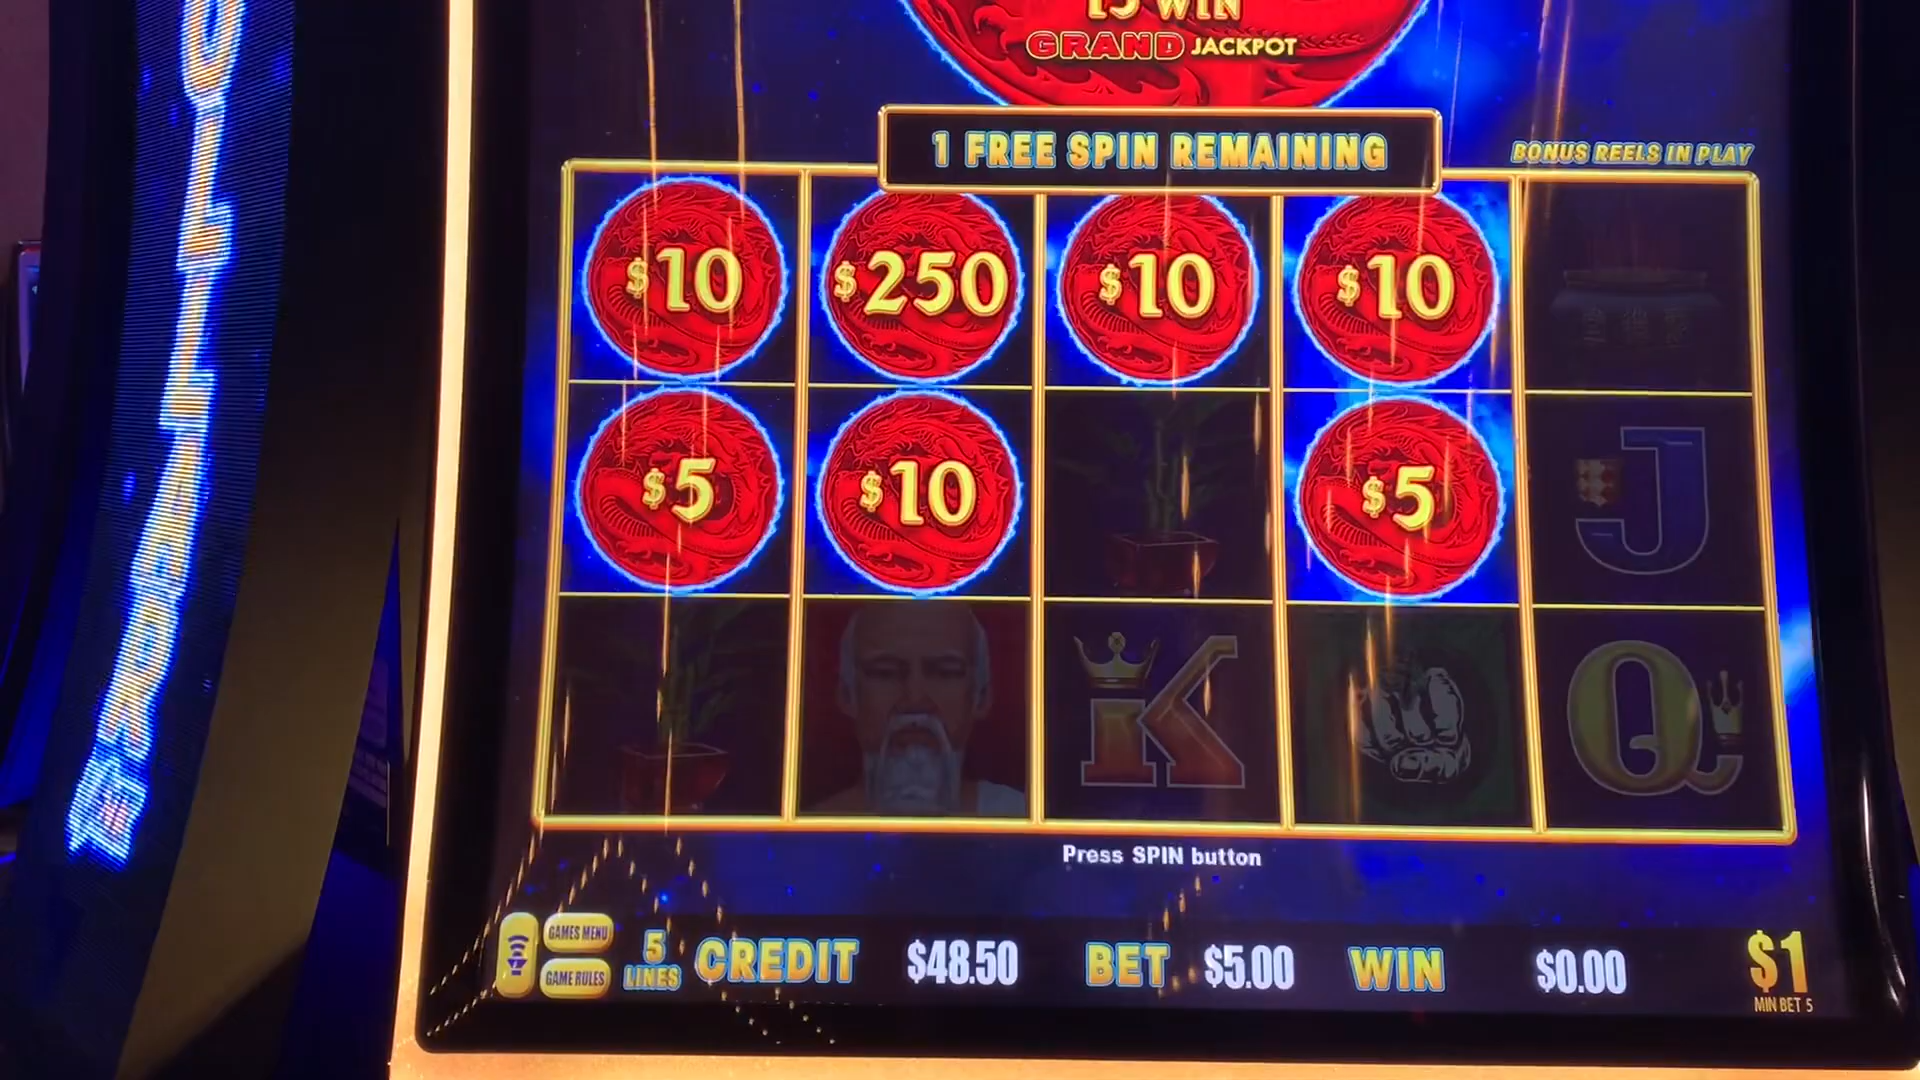 15 WIN
GRAND JACKPOT
1 FREE SPIN REMAINING
BONUS REELS IN PLAY
$10
$250
$10
$10
$5
$10
$5
J
K
Q
Press SPIN button
GAMES MENU
GAME RULES
5
LINES
CREDIT
$48.50
BET
$5.00
WIN
$0.00
$1
MIN BET 5